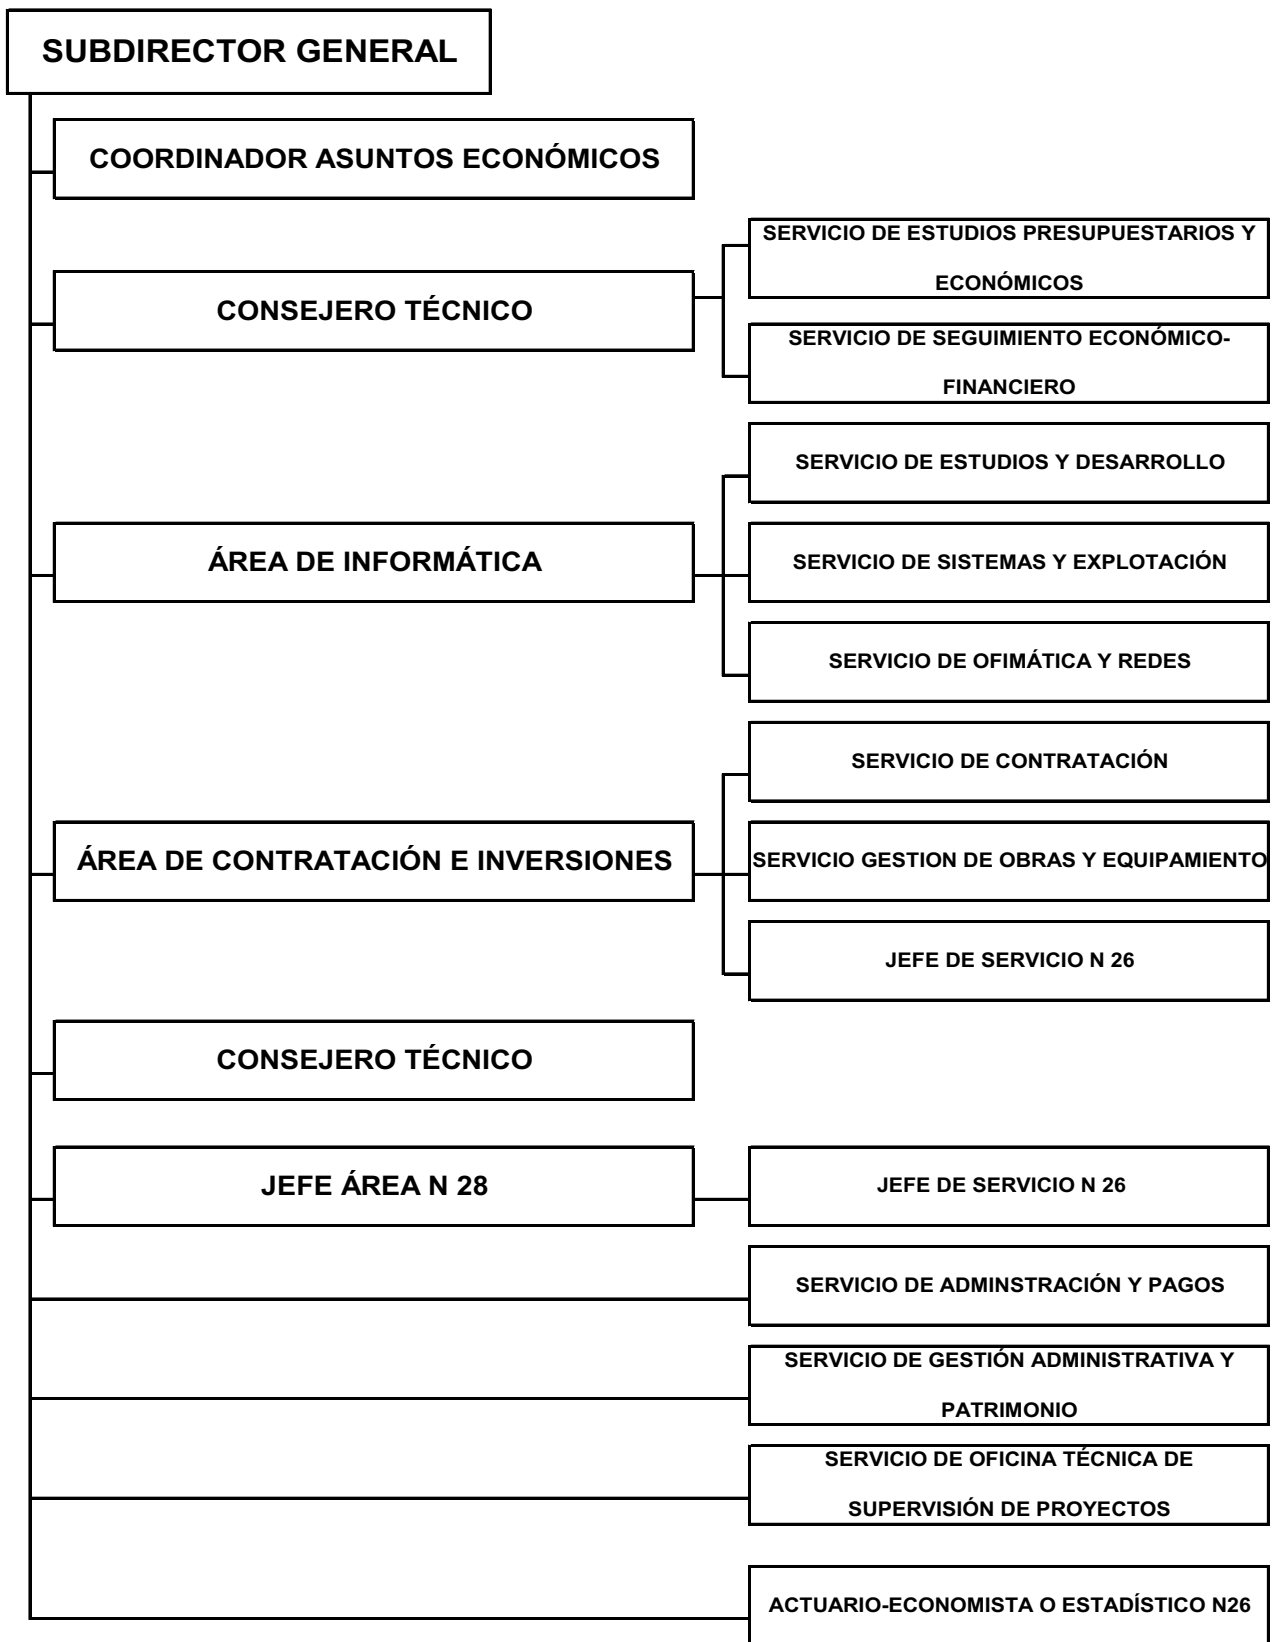 SUBDIRECTOR GENERAL
COORDINADOR ASUNTOS ECONÓMICOS
CONSEJERO TÉCNICO
SERVICIO DE ESTUDIOS PRESUPUESTARIOS Y
ECONÓMICOS
SERVICIO DE SEGUIMIENTO ECONÓMICO-
FINANCIERO
ÁREA DE INFORMÁTICA
SERVICIO DE ESTUDIOS Y DESARROLLO
SERVICIO DE SISTEMAS Y EXPLOTACIÓN
SERVICIO DE OFIMÁTICA Y REDES
ÁREA DE CONTRATACIÓN E INVERSIONES
SERVICIO DE CONTRATACIÓN
SERVICIO GESTION DE OBRAS Y EQUIPAMIENTO
JEFE DE SERVICIO N 26
CONSEJERO TÉCNICO
JEFE ÁREA N 28
JEFE DE SERVICIO N 26
SERVICIO DE ADMINSTRACIÓN Y PAGOS
SERVICIO DE GESTIÓN ADMINISTRATIVA Y
PATRIMONIO
SERVICIO DE OFICINA TÉCNICA DE
SUPERVISIÓN DE PROYECTOS
ACTUARIO-ECONOMISTA O ESTADÍSTICO N26